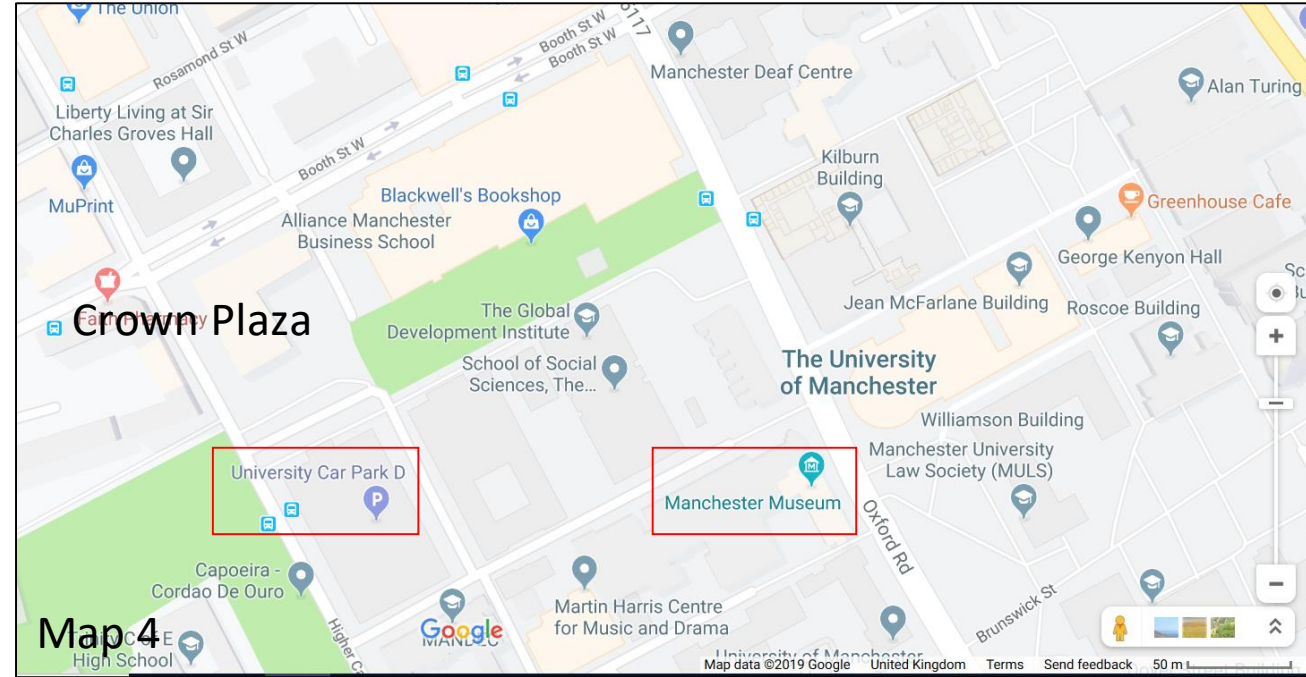 The Union
Rosamond St W
Booth St W
Booth St W
Manchester Deaf Centre
Alan Turing
Liberty Living at Sir
Charles Groves Hall
Booth St W
Kilburn
Building
MuPrint
Blackwell's Bookshop
Greenhouse Cafe
Alliance Manchester
Business School
George Kenyon Hall
Crown Plaza
The Global
Development Institute
Jean McFarlane Building
Roscoe Building
School of Social
Sciences, The...
The University
of Manchester
Williamson Building
University Car Park D
P
Manchester University
Law Society (MULS)
Manchester Museum
M
Oxford Rd
Capoeira -
Cordao De Ouro
Martin Harris Centre
for Music and Drama
Brunswick St
Map 4
High School
Higher
Google
Map data ©2019 Google United Kingdom Terms Send feedback 50 m